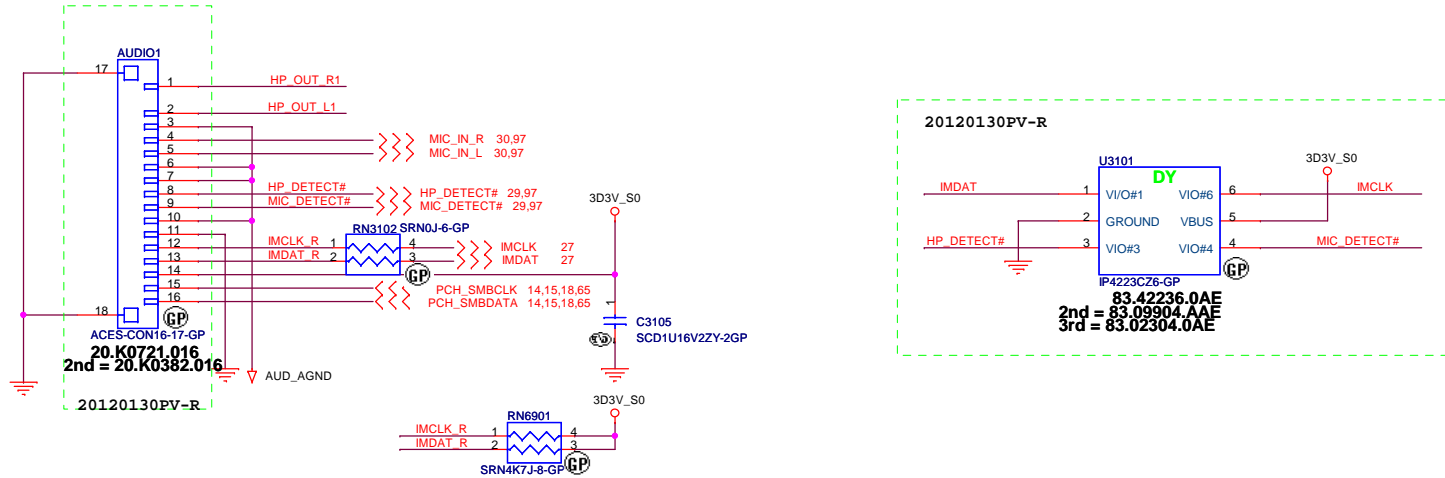 AUDIO1
17
1 HP_OUT_R1
2 HP_OUT_L1
3
4 MIC_IN_R 30,97
5 MIC_IN_L 30,97
6
7
8 HP_DETECT# HP_DETECT# 29,97
9 MIC_DETECT# MIC_DETECT# 29,97
10
11
RN3102 SRN0J-6-GP
12 IMCLK_R 1 4 IMCLK 27
13 IMDAT_R 2 3 IMDAT 27
GP
14
15 PCH_SMBCLK 14,15,18,65
16 PCH_SMBDATA 14,15,18,65
18
GP
ACES-CON16-17-GP
20.K0721.016
2nd = 20.K0382.016
AUD_AGND
20120130PV-R
3D3V_S0
1
C3105
SCD1U16V2ZY-2GP
3D3V_S0
RN6901
IMCLK_R 1 4
IMDAT_R 2 3
SRN4K7J-8-GP
GP
20120130PV-R
U3101
DY
3D3V_S0
IMDAT 1 VI/O#1 VIO#6 6 IMCLK
2 GROUND VBUS 5
HP_DETECT# 3 VIO#3 VIO#4 4 MIC_DETECT#
GP
IP4223CZ6-GP
83.42236.0AE
2nd = 83.09904.AAE
3rd = 83.02304.0AE